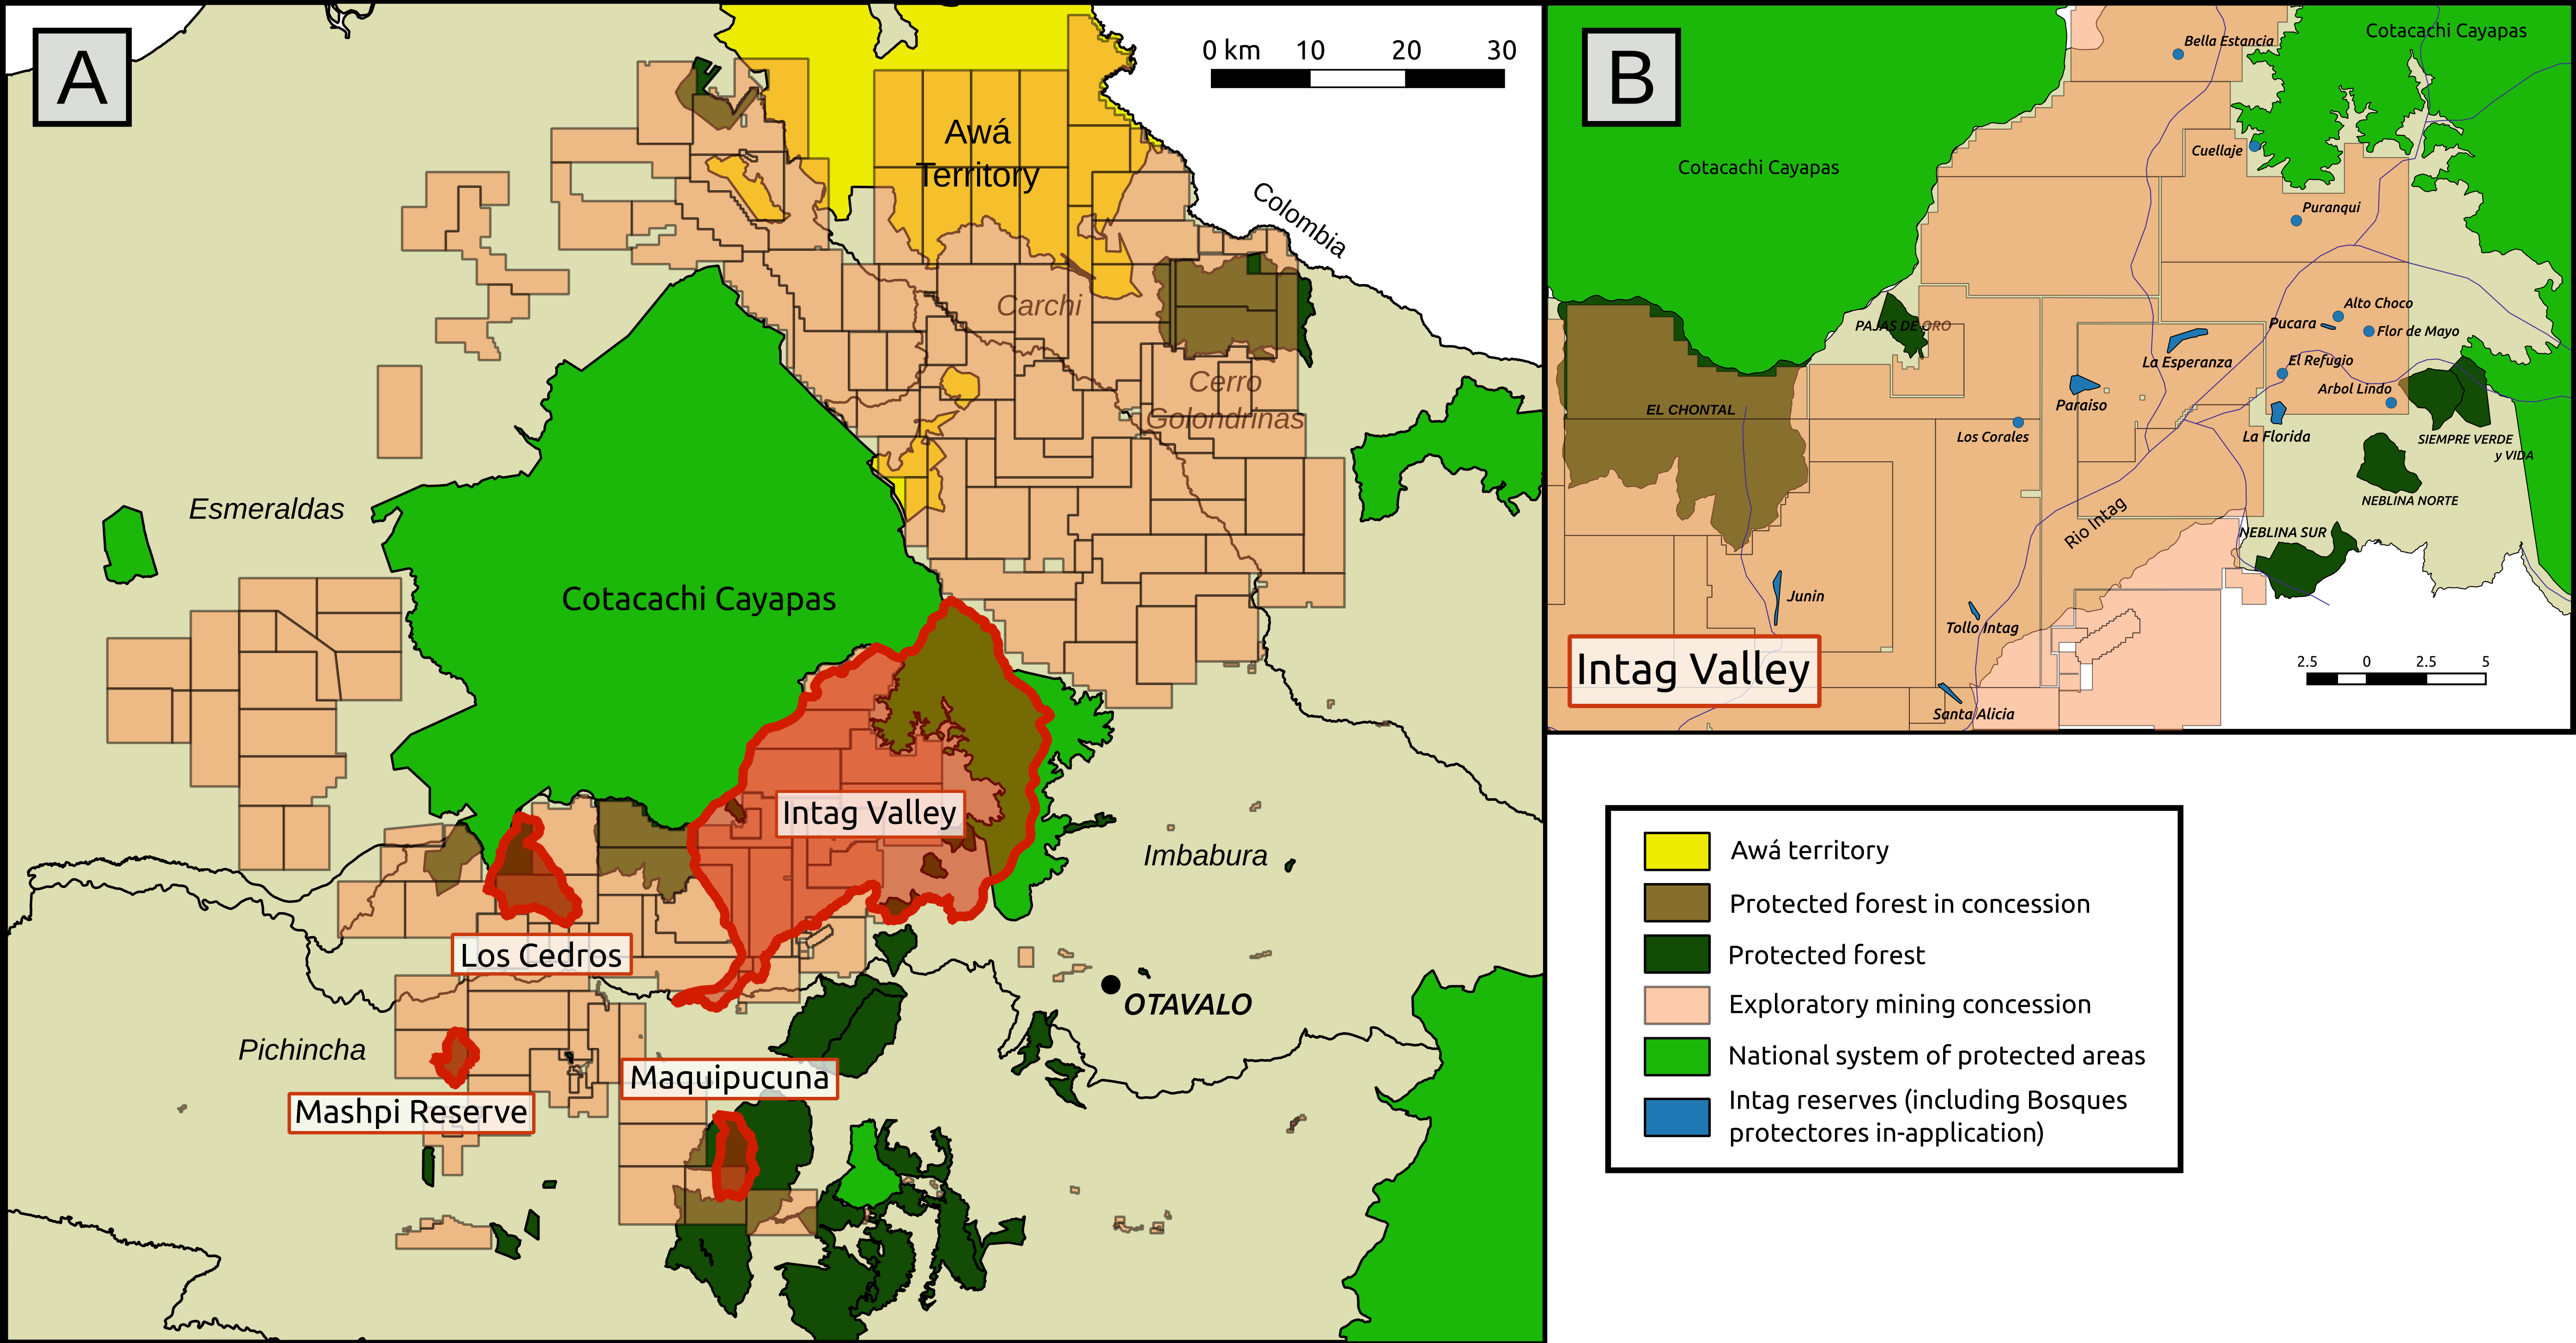 A
0 km 10 20 30
Awá
Territory
Colombia
Carchi
Cerro
Golondrinas
Esmeraldas
Cotacachi Cayapas
Intag Valley
Imbabura
Los Cedros
OTAVALO
Pichincha
Maquipucuna
Mashpi Reserve
B
Cotacachi Cayapas
Bella Estancia
Cuellaje
Cotacachi Cayapas
Puranqui
Alto Choco
Pucara
Flor de Mayo
PAJAS DE ORO
La Esperanza
El Refugio
Arbol Lindo
Paraiso
EL CHONTAL
Los Corales
La Florida
SIEMPRE VERDE
y VIDA
NEBLINA NORTE
Rio Intag
NEBLINA SUR
Junin
Tollo Intag
Intag Valley
2.5 0 2.5 5
Santa Alicia
Awá territory
Protected forest in concession
Protected forest
Exploratory mining concession
National system of protected areas
Intag reserves (including Bosques
protectores in-application)